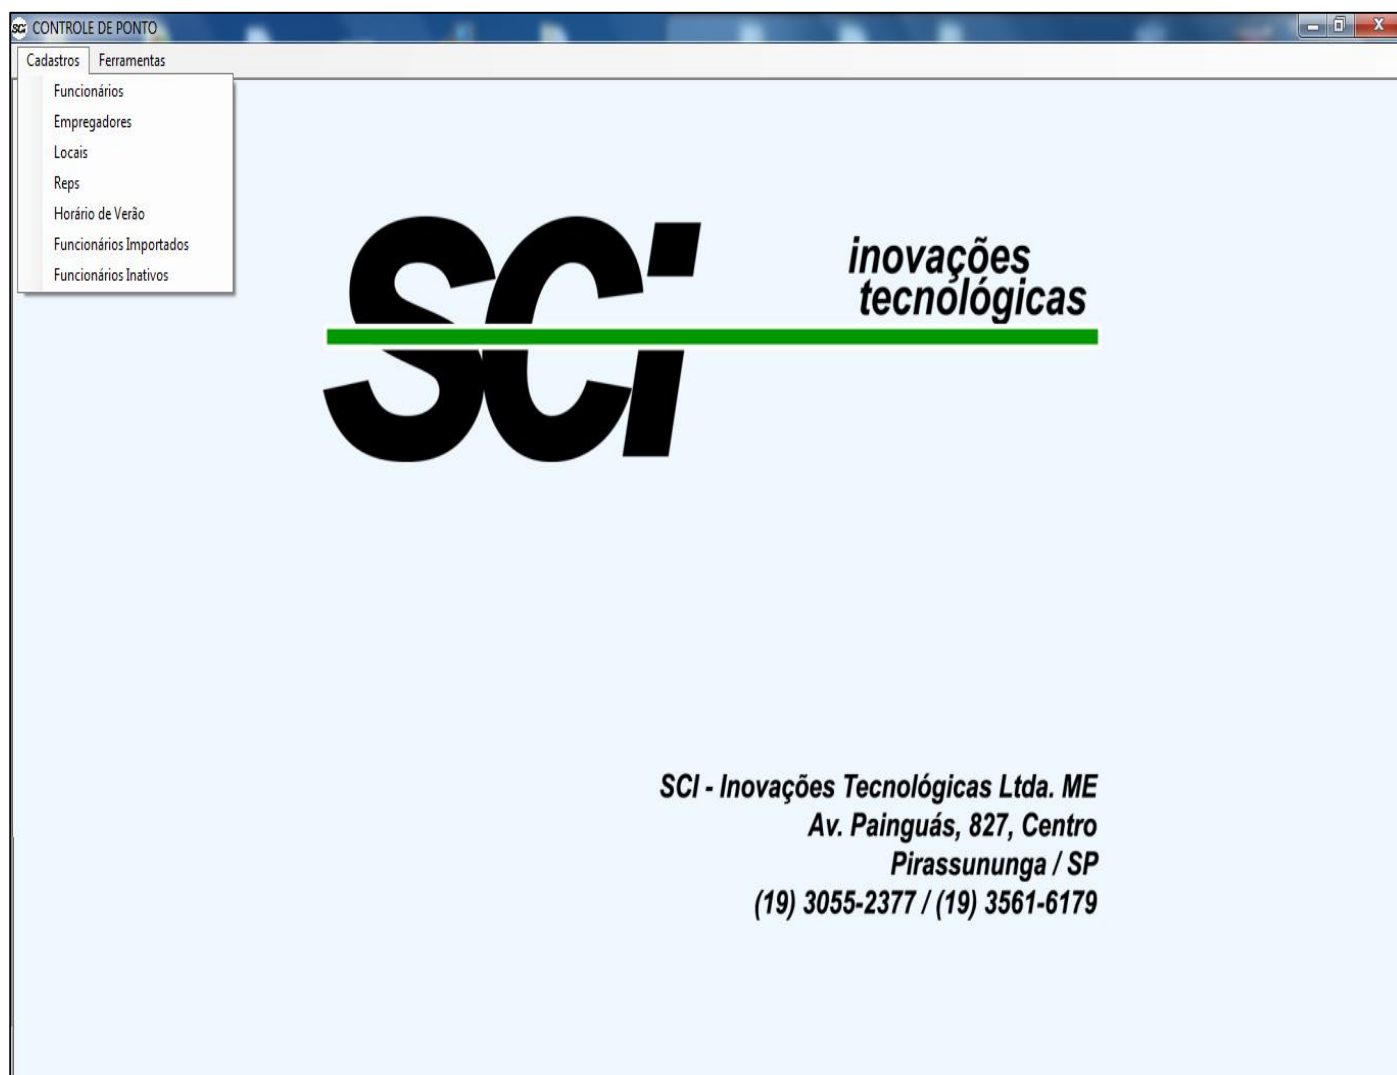 SCi CONTROLE DE PONTO
X
Cadastros Ferramentas
Funcionários
Empregadores
Locais
Reps
Horário de Verão
Funcionários Importados
Funcionários Inativos
SCi
inovações
tecnológicas
SCI - Inovações Tecnológicas Ltda. ME
Av. Painguás, 827, Centro
Pirassununga / SP
(19) 3055-2377 / (19) 3561-6179